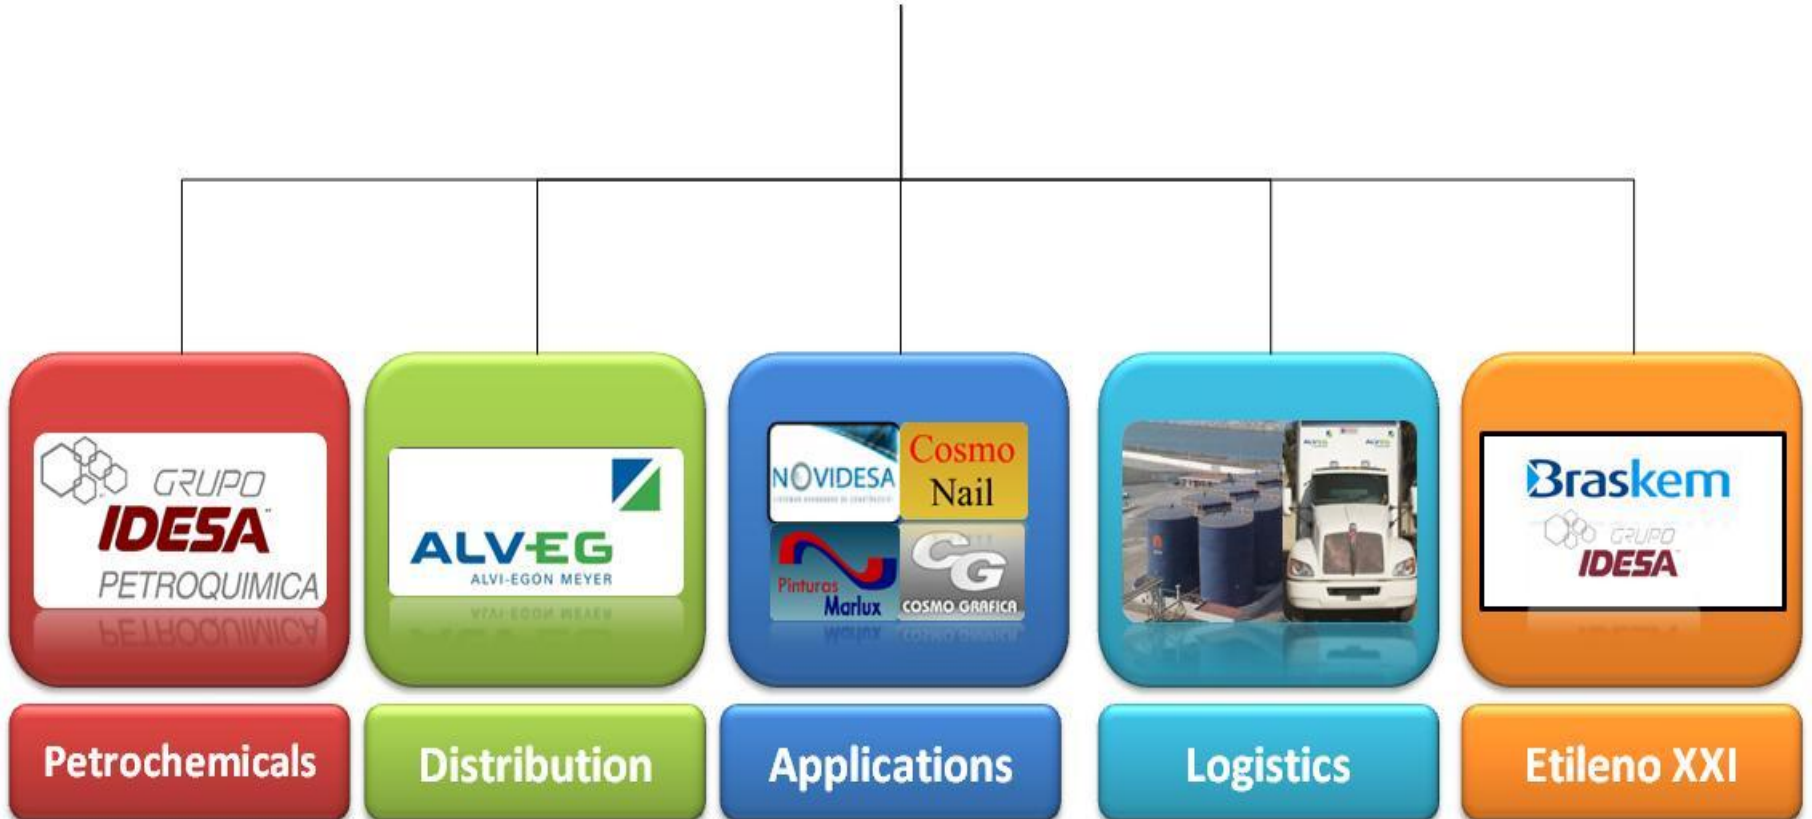 GRUPO
IDESA
PETROQUIMICA
ALVEG
ALVI-EGON MEYER
NOVIDESA
Cosmo
Nail
Pinturas
Marlux
CG
COSMO GRAFICA
Braskem
GRUPO
IDESA
Petrochemicals
Distribution
Applications
Logistics
Etileno XXI